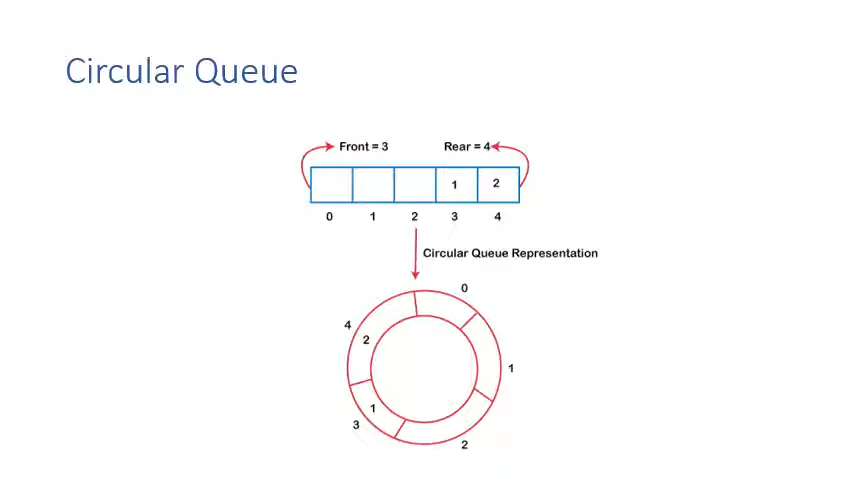 Circular Queue
Front = 3 Rear = 4
1 2
0 1 2 3 4
Circular Queue Representation
0
4
2
1
1
3
2